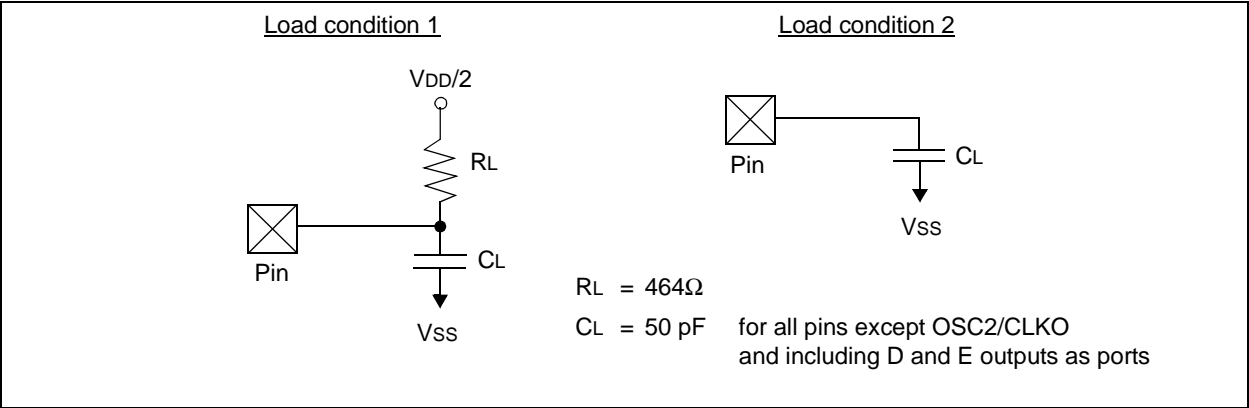 Load condition 1
VDD/2
RL
Pin
CL
VSS
Load condition 2
Pin
CL
VSS
RL = 464Ω
CL = 50 pF for all pins except OSC2/CLKO
and including D and E outputs as ports